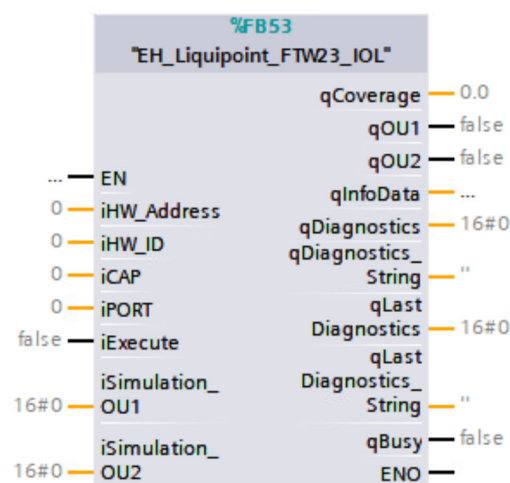 %FB53
"EH_Liquipoint_FTW23_IOL"
qCoverage 0.0
qOU1 false
qOU2 false
... EN
qInfoData ...
0 iHW_Address
qDiagnostics 16#0
0 iHW_ID
qDiagnostics_
String ''
0 iCAP
0 iPORT
qLast
Diagnostics 16#0
false iExecute
qLast
Diagnostics_
String ''
iSimulation_
16#0 OU1
qBusy false
iSimulation_
16#0 OU2
ENO